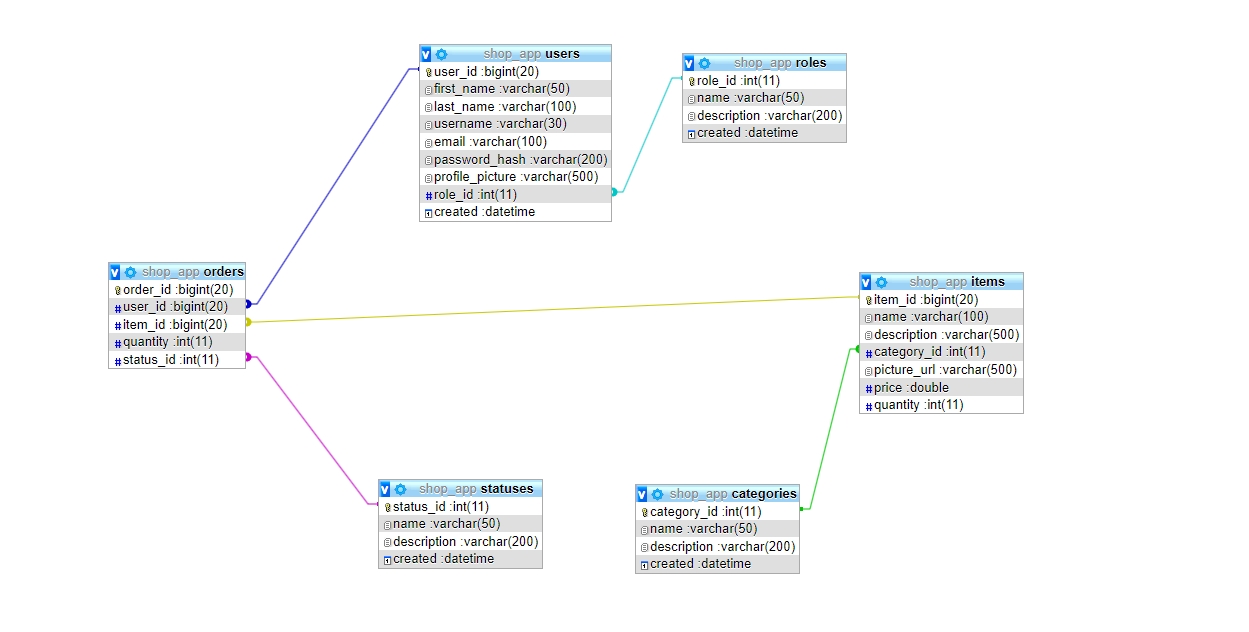 shop_app users
user_id :bigint(20)
first_name :varchar(50)
last_name :varchar(100)
username :varchar(30)
email :varchar(100)
password_hash :varchar(200)
profile_picture :varchar(500)
role_id :int(11)
created :datetime
shop_app roles
role_id :int(11)
name :varchar(50)
description :varchar(200)
created :datetime
shop_app orders
order_id :bigint(20)
user_id :bigint(20)
item_id :bigint(20)
quantity :int(11)
status_id :int(11)
shop_app items
item_id :bigint(20)
name :varchar(100)
description :varchar(500)
category_id :int(11)
picture_url :varchar(500)
price :double
quantity :int(11)
shop_app statuses
status_id :int(11)
name :varchar(50)
description :varchar(200)
created :datetime
shop_app categories
category_id :int(11)
name :varchar(50)
description :varchar(200)
created :datetime